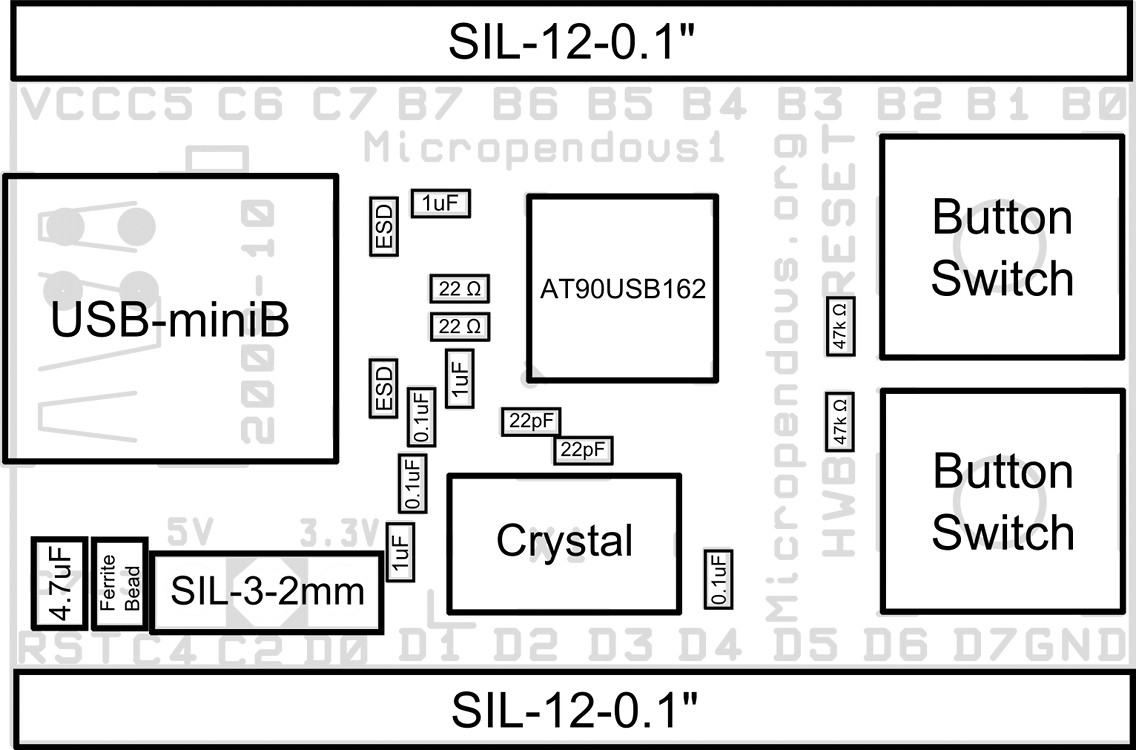 SIL-12-0.1"
VCC C5 C6 C7 B7 B6 B5 B4 B3 B2 B1 B0
Micropendous1
Micropendous.org
RESET
HWB
USB-miniB
ESD
1uF
22 Ω
22 Ω
1uF
ESD
0.1uF
0.1uF
1uF
AT90USB162
22pF
22pF
Crystal
0.1uF
47k Ω
47k Ω
Button
Switch
Button
Switch
5V
3.3V
4.7uF
Ferrite
Bead
SIL-3-2mm
RST C4 C2 D0 D1 D2 D3 D4 D5 D6 D7 GND
SIL-12-0.1"